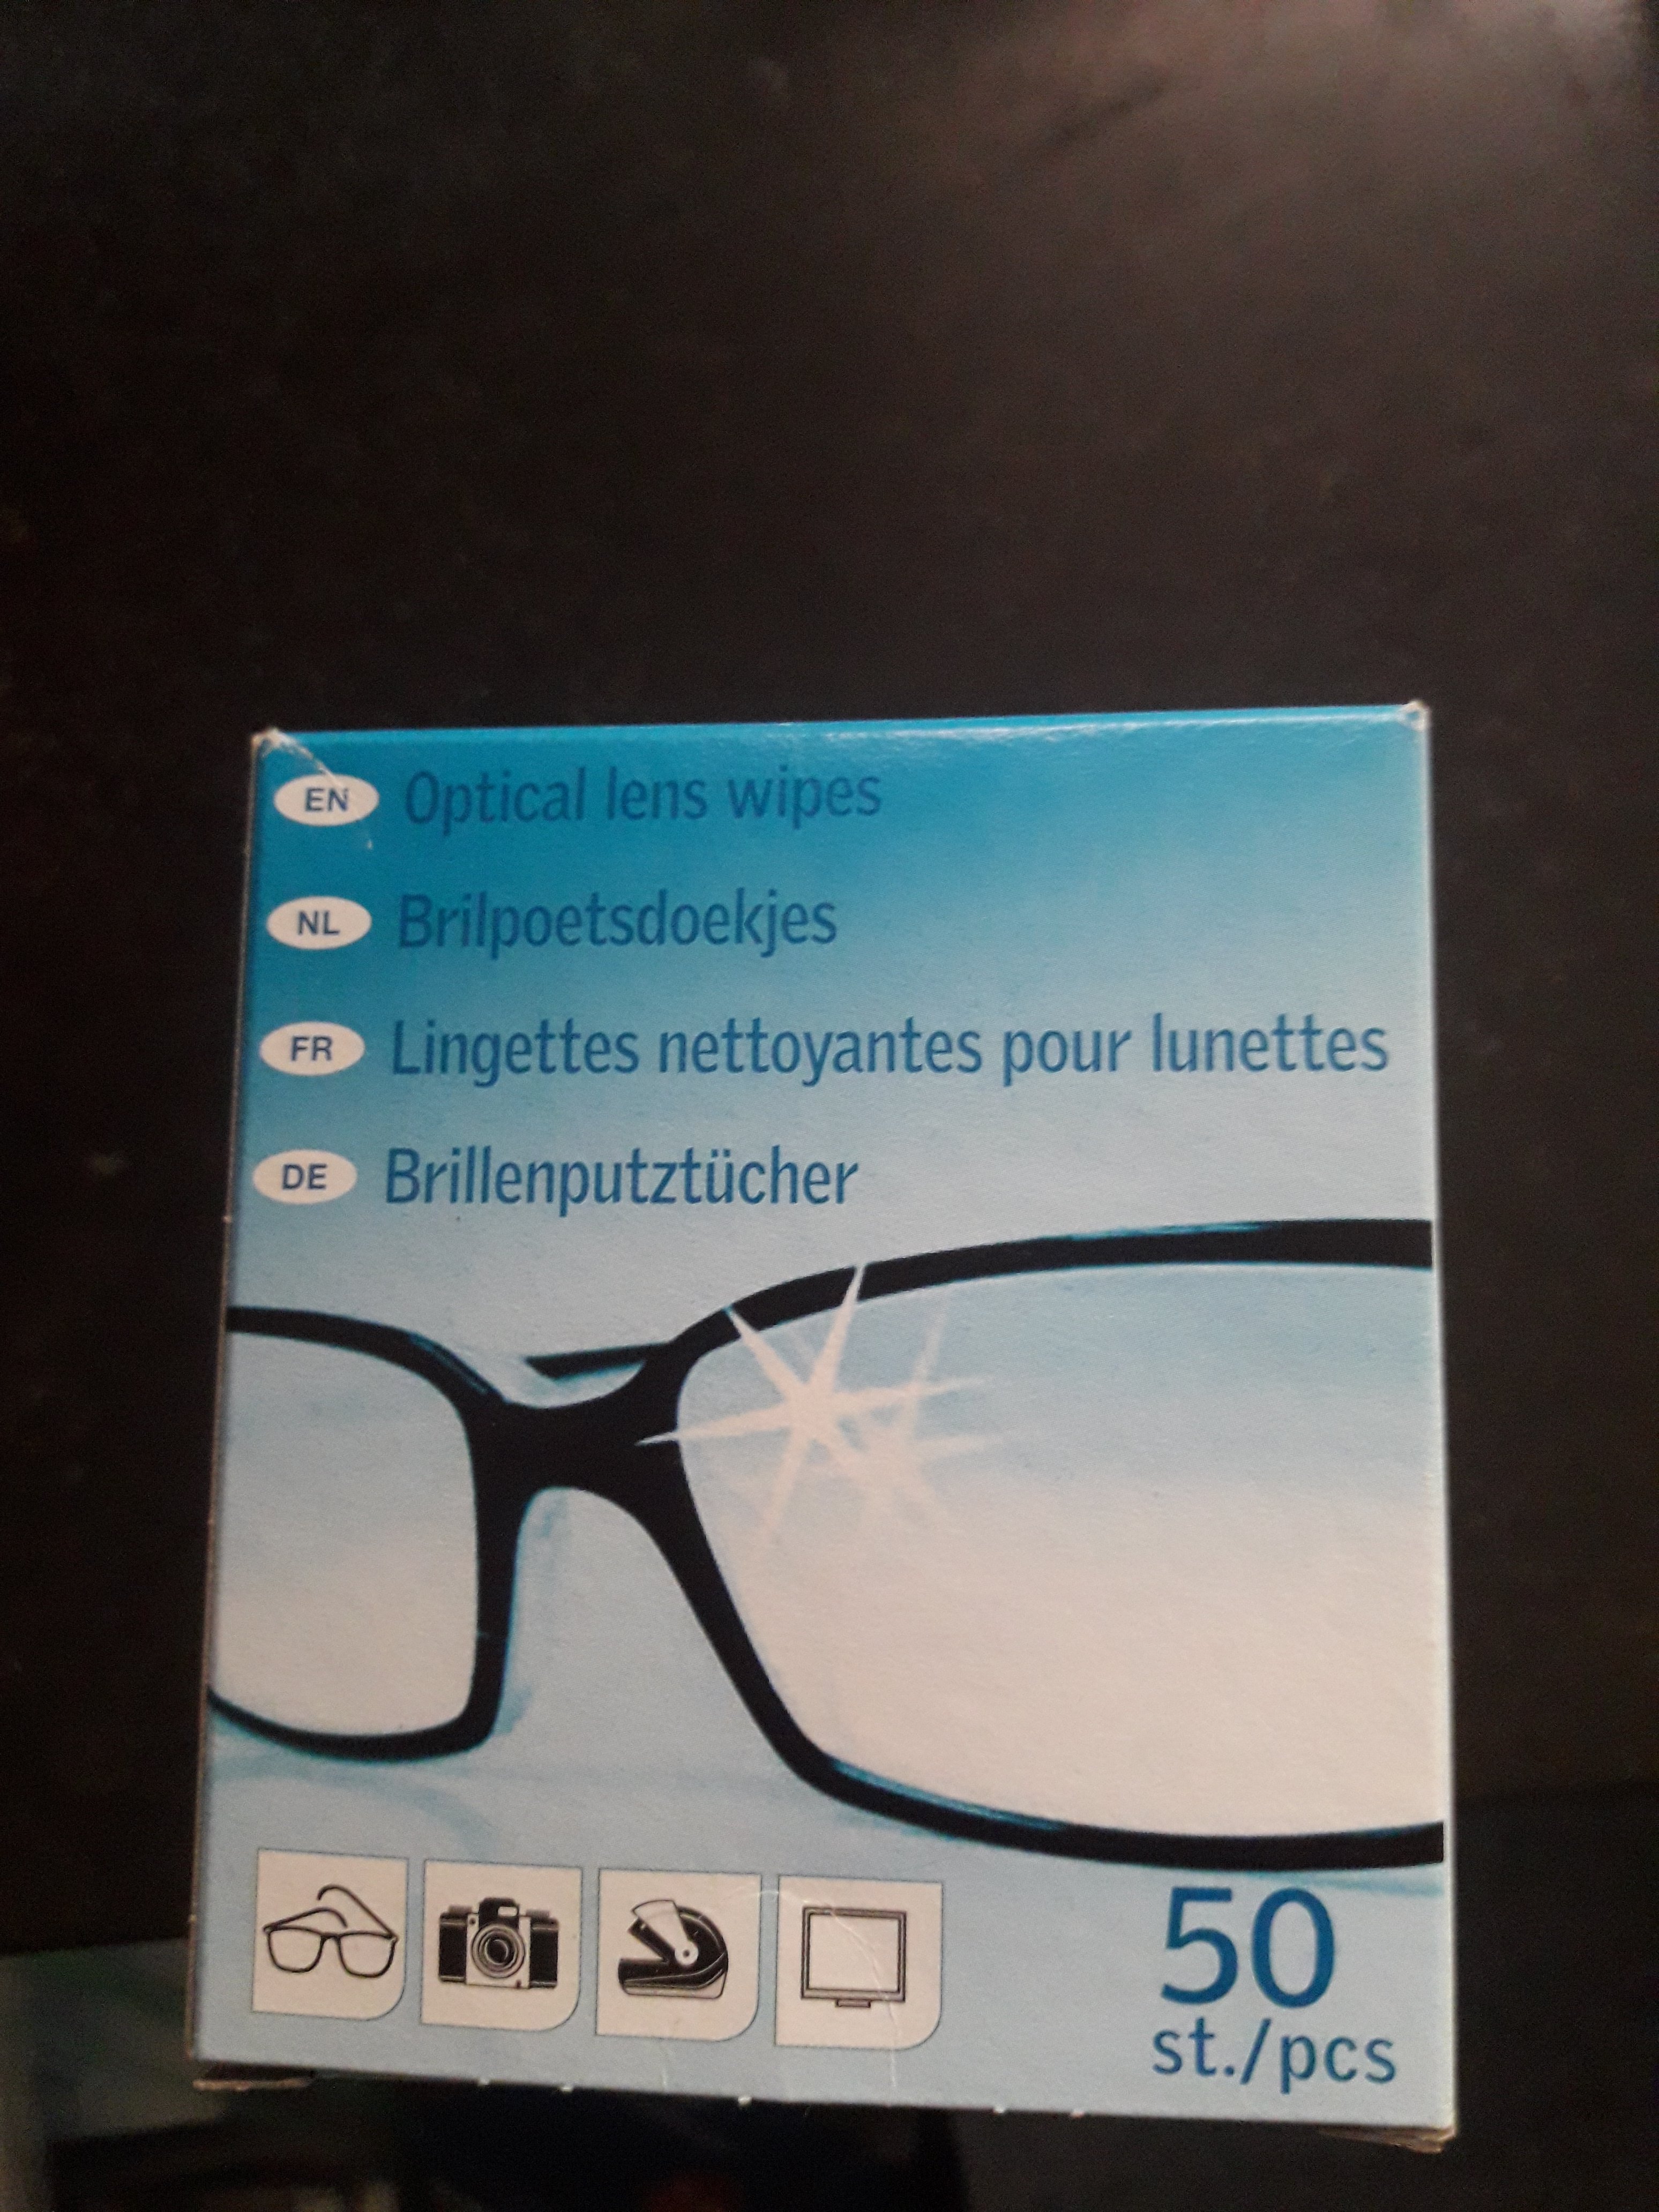 EN Optical lens wipes
NL Brilpoetsdoekjes
FR Lingettes nettoyantes pour lunettes
DE Brillenputztücher
50
st./pcs